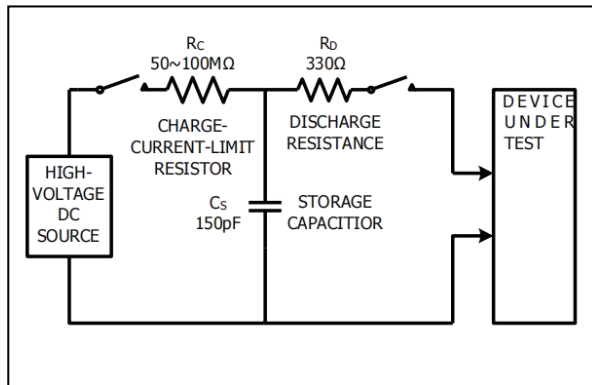 RC
50~100MΩ
RD
330Ω
CHARGE-
CURRENT-LIMIT
RESISTOR
DISCHARGE
RESISTANCE
DEVICE
UNDER
TEST
HIGH-
VOLTAGE
DC
SOURCE
CS
150pF
STORAGE
CAPACITIOR